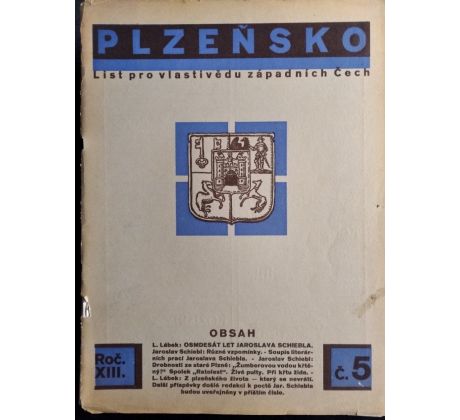 PLZEŇSKO
List pro vlastivědu západních Čech
OBSAH
L. Lábek: OSMDESÁT LET JAROSLAVA SCHIEBLA.
Jaroslav Schiebl: Různé vzpomínky. - Soupis literár-
ních prací Jaroslava Schiebla. - Jaroslav Schiebl:
Drobnosti ze staré Plzně: „Žumberovou vodou křtě-
ný!" Spolek „Ratolest". Živé pulty. Při křtu žida. -
L. Lábek: Z plzeňského života — který se nevrátí.
Další příspěvky došlé redakci k poctě Jar. Schiebla
budou uveřejněny v příštím čísle.
Roč.
XIII.
č. 5